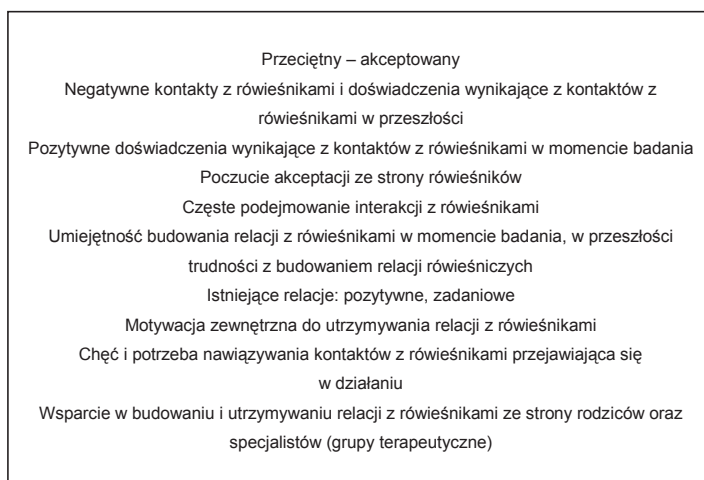 Przeciętny – akceptowany
Negatywne kontakty z rówieśnikami i doświadczenia wynikające z kontaktów z
rówieśnikami w przeszłości
Pozytywne doświadczenia wynikające z kontaktów z rówieśnikami w momencie badania
Poczucie akceptacji ze strony rówieśników
Częste podejmowanie interakcji z rówieśnikami
Umiejętność budowania relacji z rówieśnikami w momencie badania, w przeszłości
trudności z budowaniem relacji rówieśniczych
Istniejące relacje: pozytywne, zadaniowe
Motywacja zewnętrzna do utrzymywania relacji z rówieśnikami
Chęć i potrzeba nawiązywania kontaktów z rówieśnikami przejawiająca się
w działaniu
Wsparcie w budowaniu i utrzymywaniu relacji z rówieśnikami ze strony rodziców oraz
specjalistów (grupy terapeutyczne)